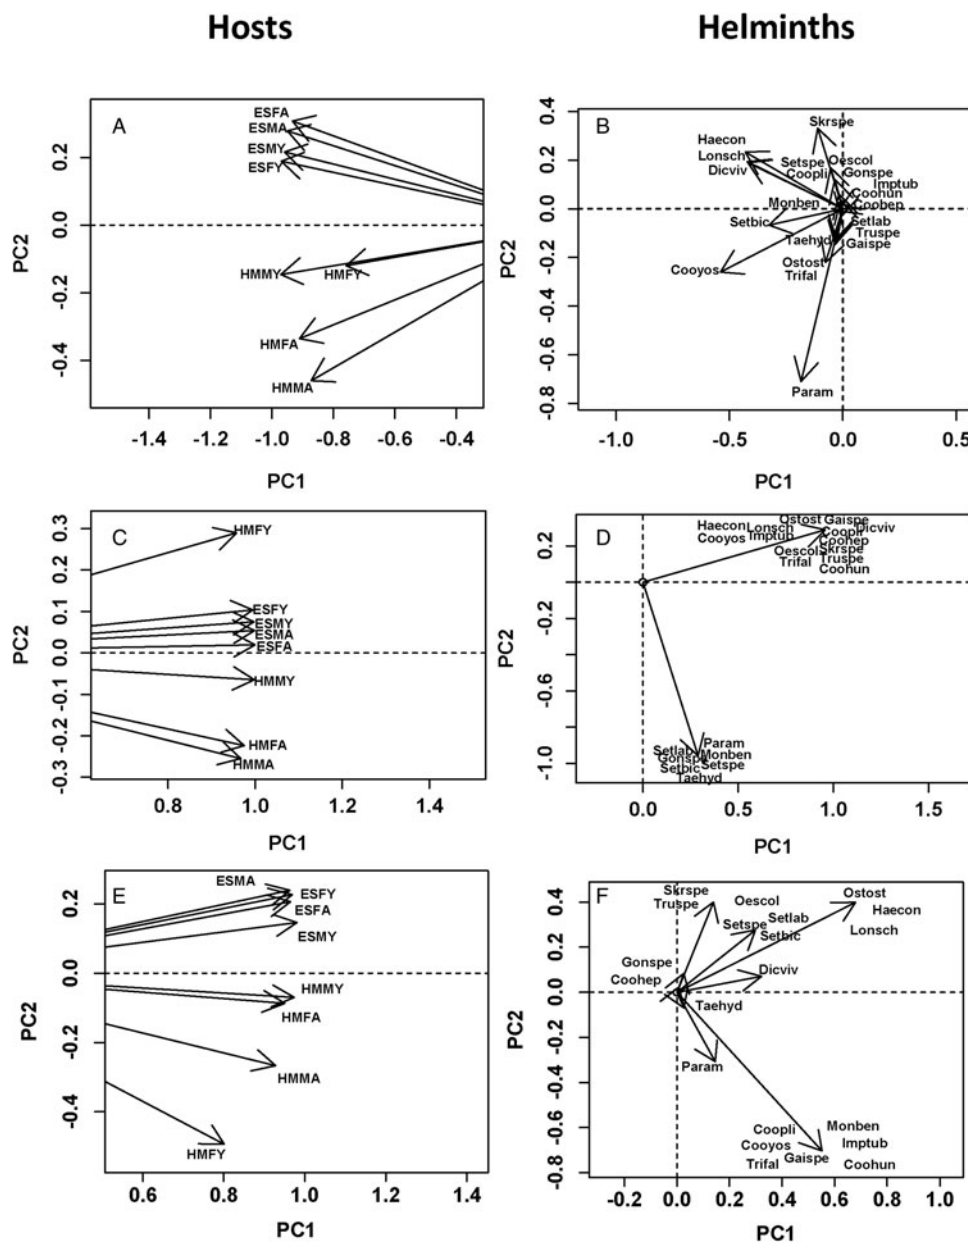 Hosts
Helminths
A
ESFA
ESMA
ESMY
ESFY
HMMY
HMFY
HMFA
HMMA
0.2
0.0
-0.2
-0.4
PC2
-1.4 -1.2 -1.0 -0.8 -0.6 -0.4
PC1
B
Skrspe
Haecon
Lonsch
Dicviv
Setspe
Oescol
Coopli
Gonspe
Imptub
Coohun
Monben
Coohep
Setbic
Setlab
Truspe
Taehyd
Gaispe
Cooyos
Ostost
Trifal
Param
0.4
0.2
0.0
-0.2
-0.4
-0.6
-0.8
PC2
-1.0 -0.5 0.0 0.5
PC1
C
HMFY
ESFY
ESMY
ESMA
ESFA
HMMY
HMFA
HMMA
0.3
0.2
0.1
0.0
-0.1
-0.2
-0.3
PC2
0.8 1.0 1.2 1.4
PC1
D
Ostost Gaispe
Haecon Lonsch Dicviv
Cooyos Imptub Coopli
Coohep
Oescol Skrspe
Trifal Truspe
Coohun
Param
Setlab Monben
Gonspe Setspe
Setbic
Taehyd
0.2
-0.2
-0.6
-1.0
PC2
0.0 0.5 1.0 1.5
PC1
E
ESMA
ESFY
ESFA
ESMY
HMMY
HMFA
HMMA
HMFY
0.2
0.0
-0.2
-0.4
PC2
0.6 0.8 1.0 1.2 1.4
PC1
F
Skrspe
Truspe
Oescol
Ostost
Haecon
Setspe
Setlab
Setbic
Lonsch
Gonspe
Dicviv
Coohep
Taehyd
Param
Coopli
Monben
Cooyos
Imptub
Trifal
Gaispe
Coohun
0.4
0.2
0.0
-0.2
-0.4
-0.6
-0.8
PC2
-0.2 0.0 0.2 0.4 0.6 0.8 1.0
PC1